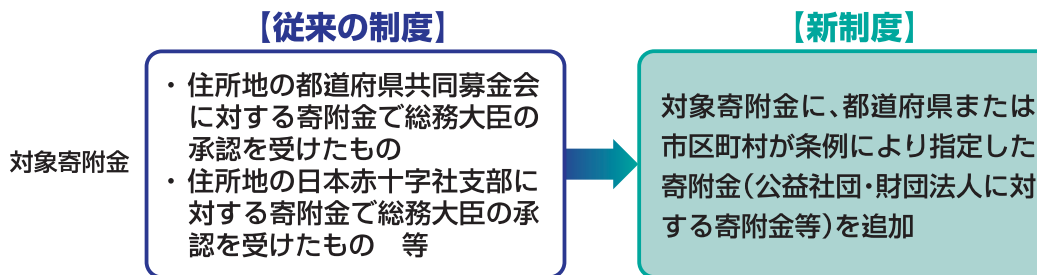 【従来の制度】
【新制度】
対象寄附金
・ 住所地の都道府県共同募金会
に対する寄附金で総務大臣の
承認を受けたもの
・ 住所地の日本赤十字社支部に
対する寄附金で総務大臣の承
認を受けたもの　等
対象寄附金に、都道府県または
市区町村が条例により指定した
寄附金(公益社団・財団法人に対
する寄附金等)を追加